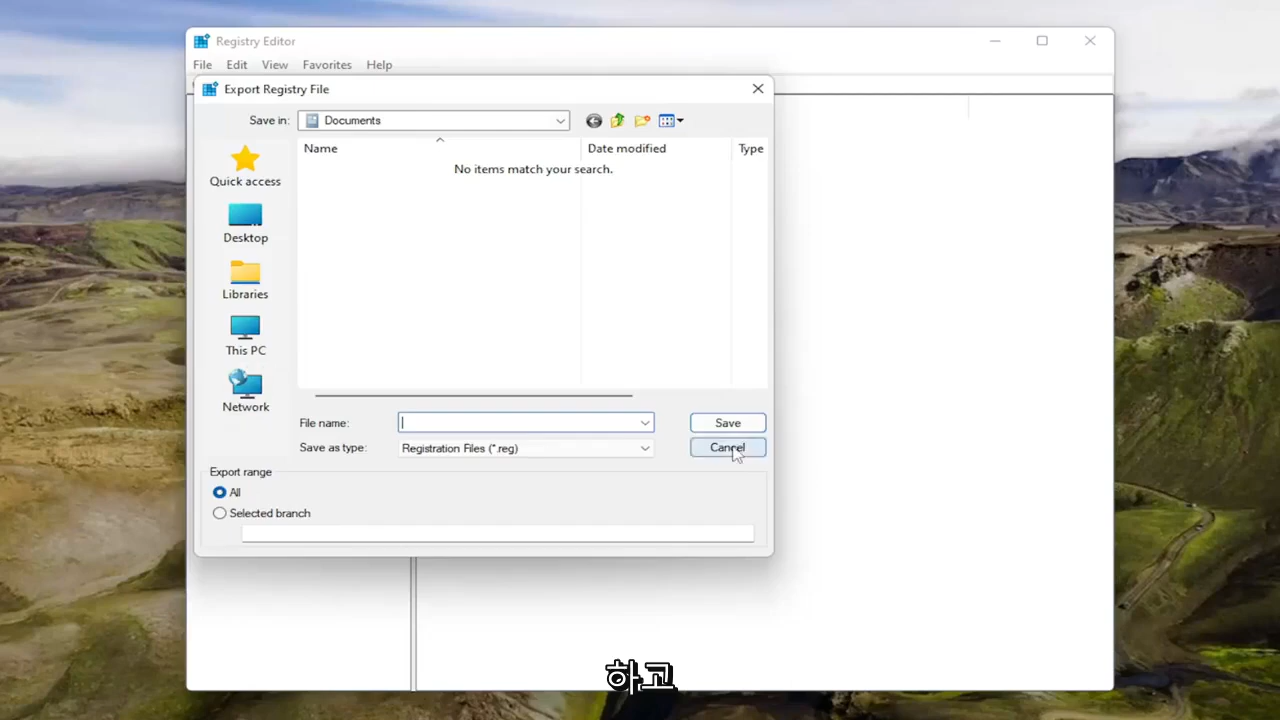 Registry Editor
File Edit View Favorites Help
Export Registry File
Save in: Documents
Name Date modified Type
No items match your search.
Quick access
Desktop
Libraries
This PC
Network
File name: Save
Save as type: Registration Files (*.reg) Cancel
Export range
All
Selected branch
하고